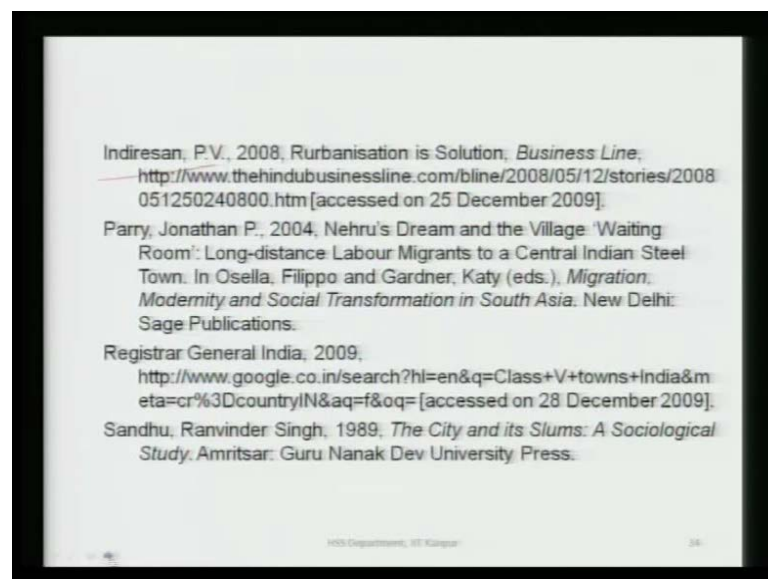 Indiresan, P.V., 2008, Rurbanisation is Solution, Business Line,
http://www.thehindubusinessline.com/bline/2008/05/12/stories/2008
051250240800.htm [accessed on 25 December 2009].
Parry, Jonathan P., 2004, Nehru's Dream and the Village 'Waiting
Room': Long-distance Labour Migrants to a Central Indian Steel
Town. In Osella, Filippo and Gardner, Katy (eds.), Migration,
Modernity and Social Transformation in South Asia. New Delhi:
Sage Publications.
Registrar General India, 2009,
http://www.google.co.in/search?hl=en&q=Class+V+towns+India&m
eta=cr%3DcountryIN&aq=f&oq= [accessed on 28 December 2009].
Sandhu, Ranvinder Singh, 1989, The City and its Slums: A Sociological
Study. Amritsar: Guru Nanak Dev University Press.
HSS Department, IIT Kanpur
34